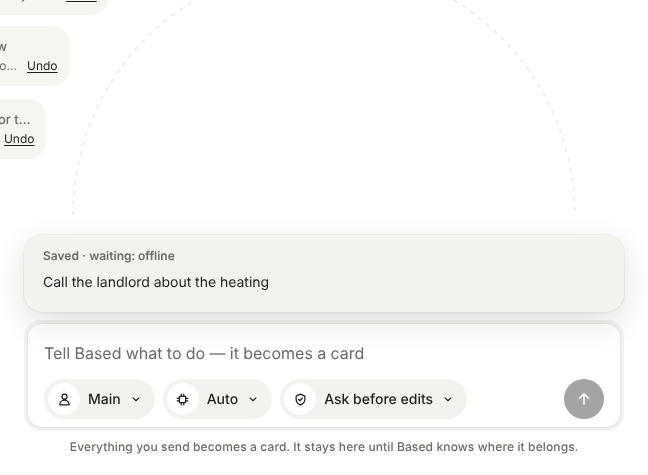 Undo
or t...
Undo
Saved · waiting: offline
Call the landlord about the heating
Tell Based what to do — it becomes a card
Main
Auto
Ask before edits
Everything you send becomes a card. It stays here until Based knows where it belongs.